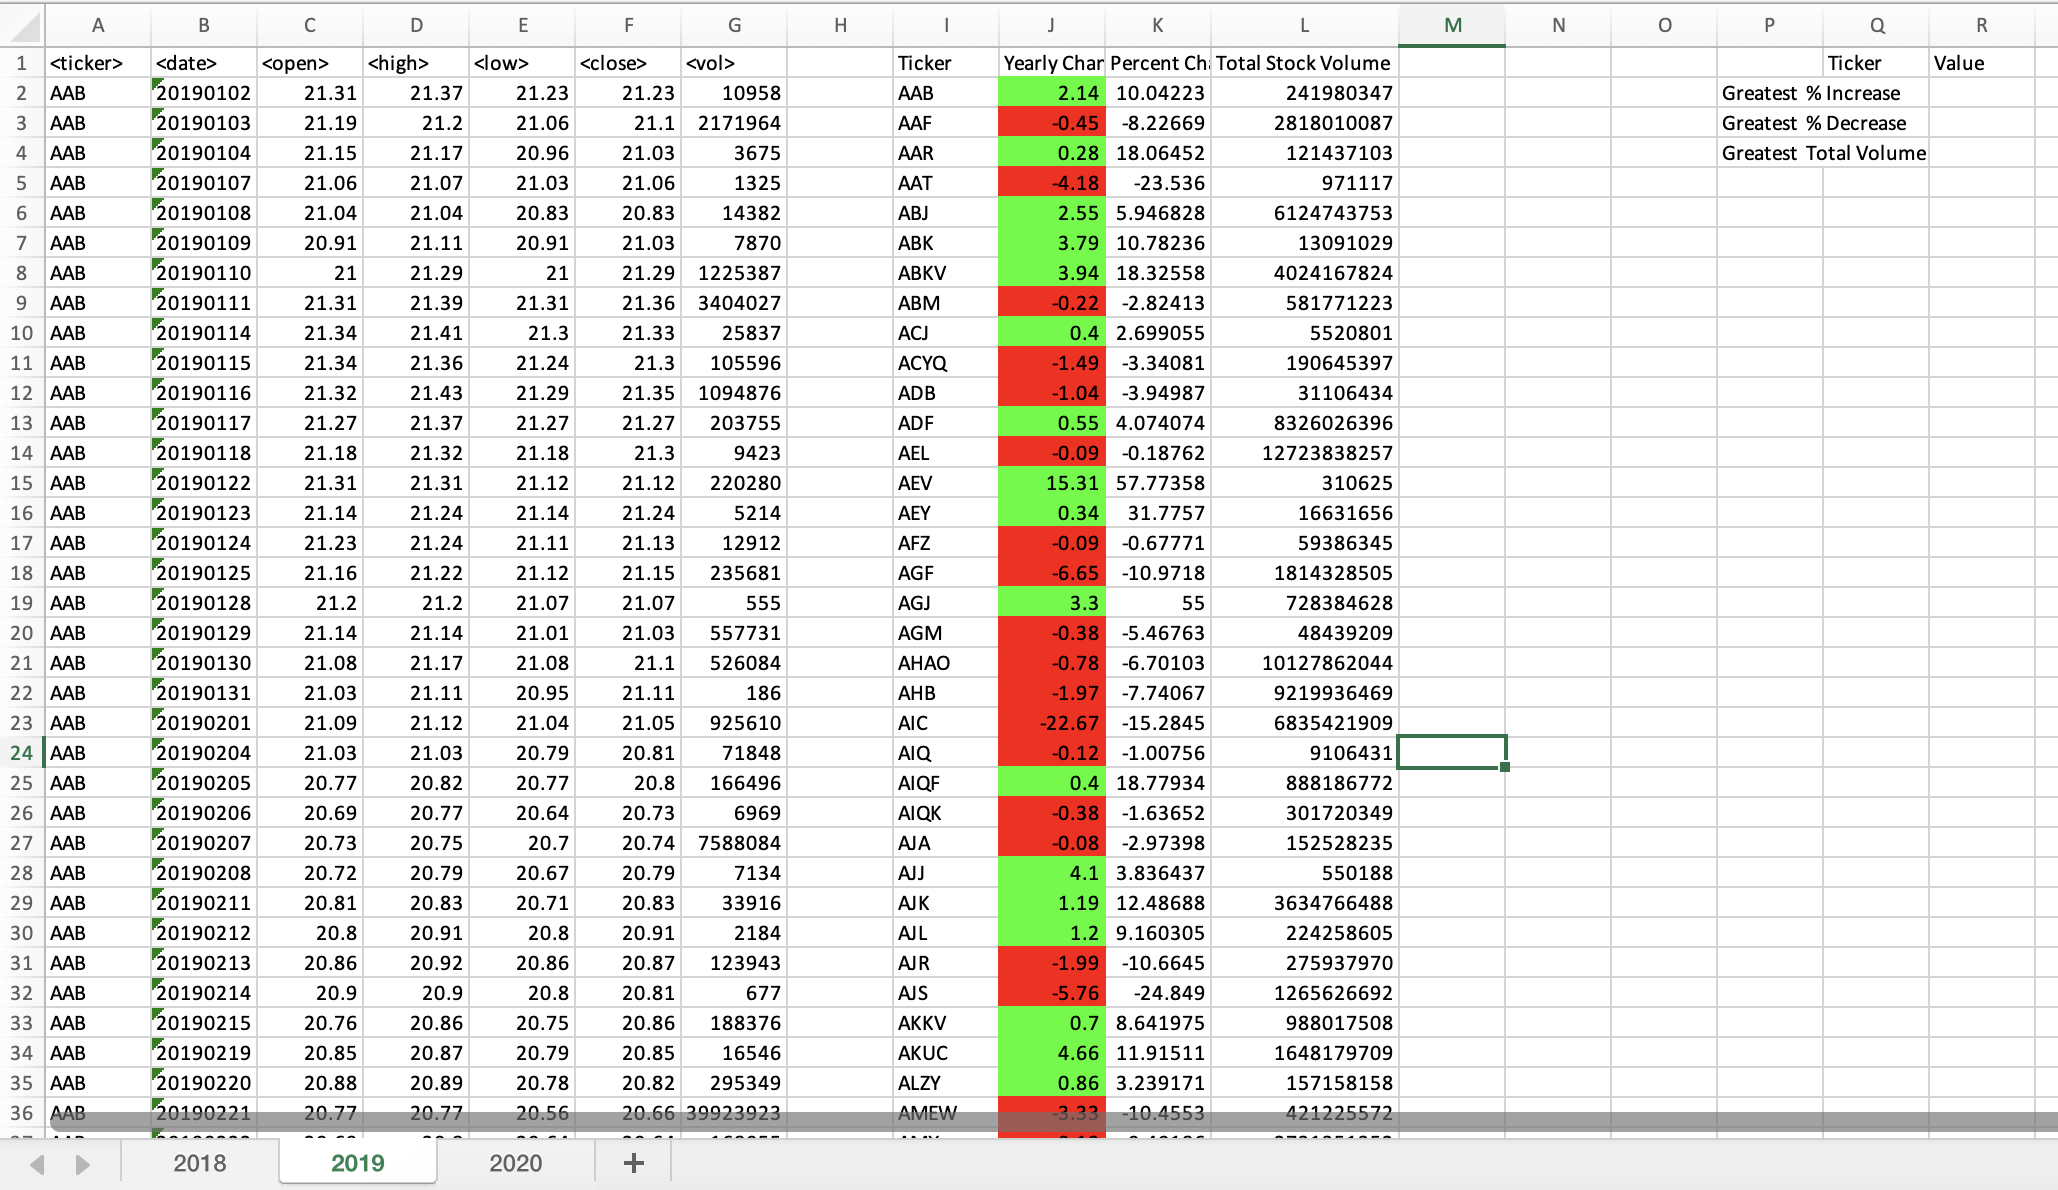 A B C D E F G H I J K L M N O P Q R
1 <ticker> <date> <open> <high> <low> <close> <vol> Ticker Yearly Char Percent Ch Total Stock Volume Ticker Value
2 AAB 20190102 21.31 21.37 21.23 21.23 10958 AAB 2.14 10.04223 241980347 Greatest % Increase
3 AAB 20190103 21.19 21.2 21.06 21.1 2171964 AAF -0.45 -8.22669 2818010087 Greatest % Decrease
4 AAB 20190104 21.15 21.17 20.96 21.03 3675 AAR 0.28 18.06452 121437103 Greatest Total Volume
5 AAB 20190107 21.06 21.07 21.03 21.06 1325 AAT -4.18 -23.536 971117
6 AAB 20190108 21.04 21.04 20.83 20.83 14382 ABJ 2.55 5.946828 6124743753
7 AAB 20190109 20.91 21.11 20.91 21.03 7870 ABK 3.79 10.78236 13091029
8 AAB 20190110 21 21.29 21 21.29 1225387 ABKV 3.94 18.32558 4024167824
9 AAB 20190111 21.31 21.39 21.31 21.36 3404027 ABM -0.22 -2.82413 581771223
10 AAB 20190114 21.34 21.41 21.3 21.33 25837 ACJ 0.4 2.699055 5520801
11 AAB 20190115 21.34 21.36 21.24 21.3 105596 ACYQ -1.49 -3.34081 190645397
12 AAB 20190116 21.32 21.43 21.29 21.35 1094876 ADB -1.04 -3.94987 31106434
13 AAB 20190117 21.27 21.37 21.27 21.27 203755 ADF 0.55 4.074074 8326026396
14 AAB 20190118 21.18 21.32 21.18 21.3 9423 AEL -0.09 -0.18762 12723838257
15 AAB 20190122 21.31 21.31 21.12 21.12 220280 AEV 15.31 57.77358 310625
16 AAB 20190123 21.14 21.24 21.14 21.24 5214 AEY 0.34 31.7757 16631656
17 AAB 20190124 21.23 21.24 21.11 21.13 12912 AFZ -0.09 -0.67771 59386345
18 AAB 20190125 21.16 21.22 21.12 21.15 235681 AGF -6.65 -10.9718 1814328505
19 AAB 20190128 21.2 21.2 21.07 21.07 555 AGJ 3.3 55 728384628
20 AAB 20190129 21.14 21.14 21.01 21.03 557731 AGM -0.38 -5.46763 48439209
21 AAB 20190130 21.08 21.17 21.08 21.1 526084 AHAO -0.78 -6.70103 10127862044
22 AAB 20190131 21.03 21.11 20.95 21.11 186 AHB -1.97 -7.74067 9219936469
23 AAB 20190201 21.09 21.12 21.04 21.05 925610 AIC -22.67 -15.2845 6835421909
24 AAB 20190204 21.03 21.03 20.79 20.81 71848 AIQ -0.12 -1.00756 9106431
25 AAB 20190205 20.77 20.82 20.77 20.8 166496 AIQF 0.4 18.77934 888186772
26 AAB 20190206 20.69 20.77 20.64 20.73 6969 AIQK -0.38 -1.63652 301720349
27 AAB 20190207 20.73 20.75 20.7 20.74 7588084 AJA -0.08 -2.97398 152528235
28 AAB 20190208 20.72 20.79 20.67 20.79 7134 AJJ 4.1 3.836437 550188
29 AAB 20190211 20.81 20.83 20.71 20.83 33916 AJK 1.19 12.48688 3634766488
30 AAB 20190212 20.8 20.91 20.8 20.91 2184 AJL 1.2 9.160305 224258605
31 AAB 20190213 20.86 20.92 20.86 20.87 123943 AJR -1.99 -10.6645 275937970
32 AAB 20190214 20.9 20.9 20.8 20.81 677 AJS -5.76 -24.849 1265626692
33 AAB 20190215 20.76 20.86 20.75 20.86 188376 AKKV 0.7 8.641975 988017508
34 AAB 20190219 20.85 20.87 20.79 20.85 16546 AKUC 4.66 11.91511 1648179709
35 AAB 20190220 20.88 20.89 20.78 20.82 295349 ALZY 0.86 3.239171 157158158
36 AAB 20190221 20.77 20.77 20.56 20.66 39923923 AMEW -3.33 -10.4553 421225572
2018 2019 2020 +